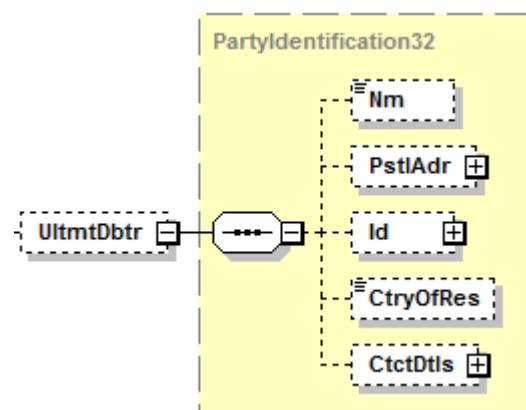 PartyIdentification32
Nm
PstlAdr
UltmtDbtr
Id
CtryOfRes
CtctDtls